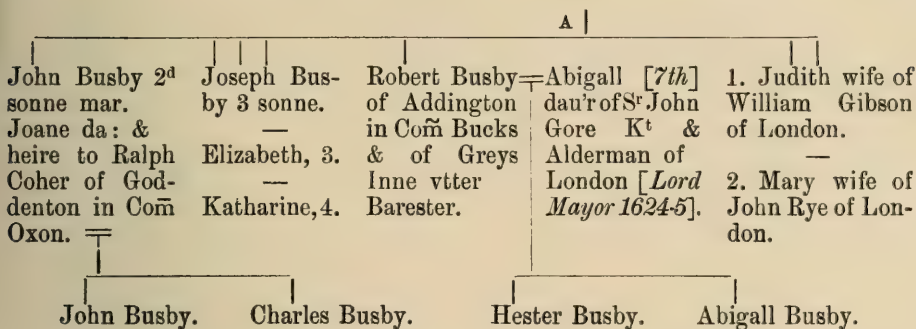 A
John Busby 2d
sonne mar.
Joane da: &
heire to Ralph
Coher of God-
denton in Com̃
Oxon.
Joseph Bus-
by 3 sonne.
—
Elizabeth, 3.
—
Katharine, 4.
Robert Busby
of Addington
in Com̃ Bucks
& of Greys
Inne vtter
Barester.
Abigall [7th]
dau'r of Sr John
Gore Kt &
Alderman of
London [Lord
Mayor 1624-5].
1. Judith wife of
William Gibson
of London.
—
2. Mary wife of
John Rye of Lon-
don.
John Busby. Charles Busby. Hester Busby. Abigall Busby.